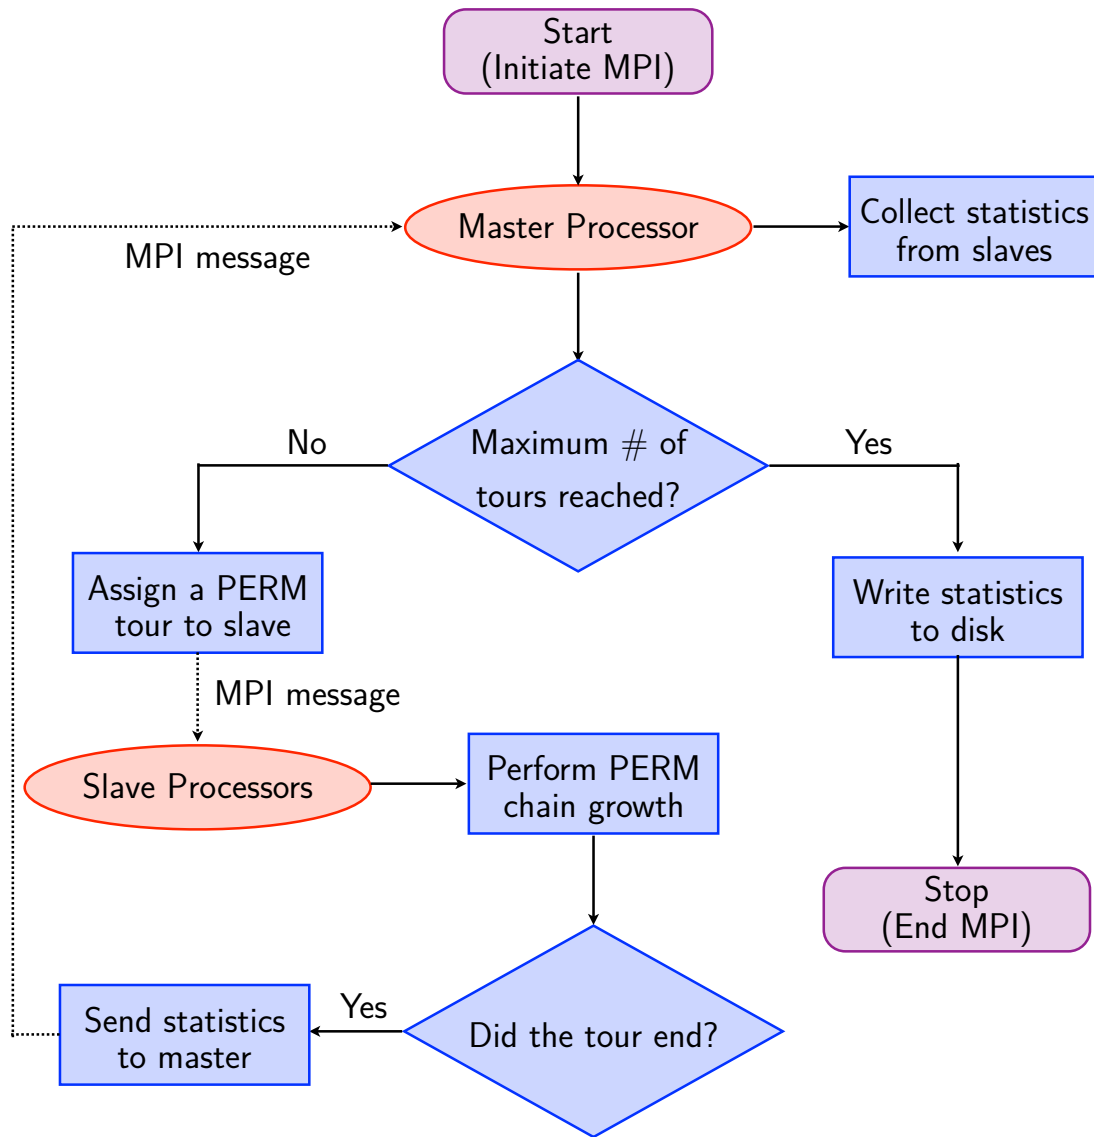 Start
(Initiate MPI)
Master Processor
Collect statistics
from slaves
MPI message
No
Maximum # of
tours reached?
Yes
Assign a PERM
tour to slave
Write statistics
to disk
MPI message
Slave Processors
Perform PERM
chain growth
Stop
(End MPI)
Send statistics
to master
Yes
Did the tour end?